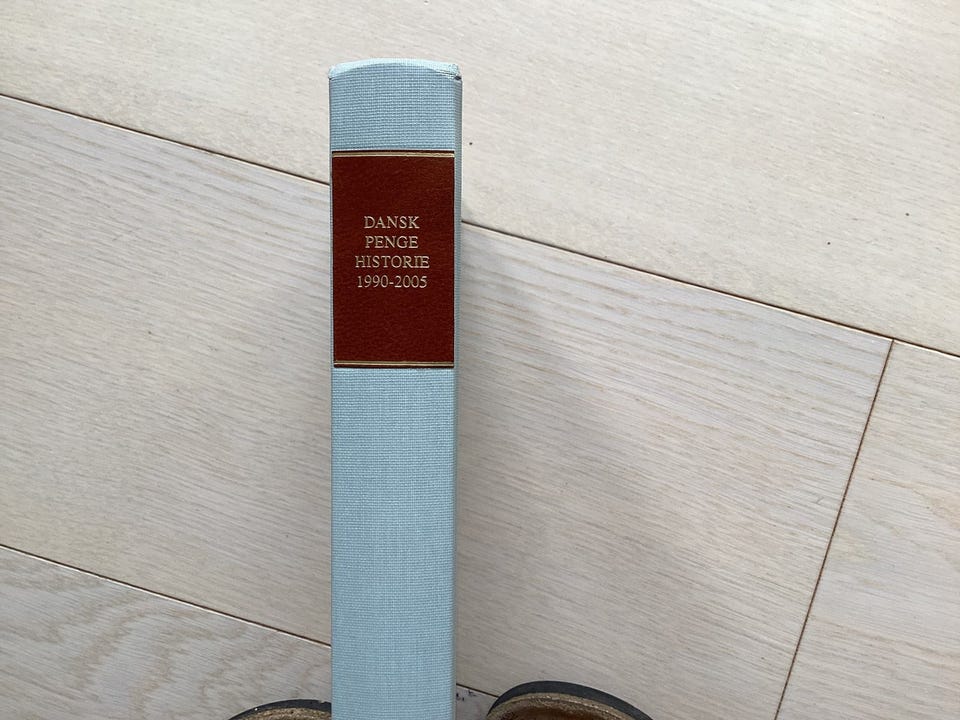 DANSK
PENGE
HISTORIE
1990-2005